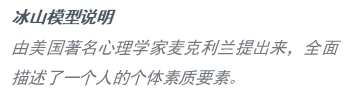 冰山模型说明
由美国著名心理学家麦克利兰提出来，全面
描述了一个人的个体素质要素。